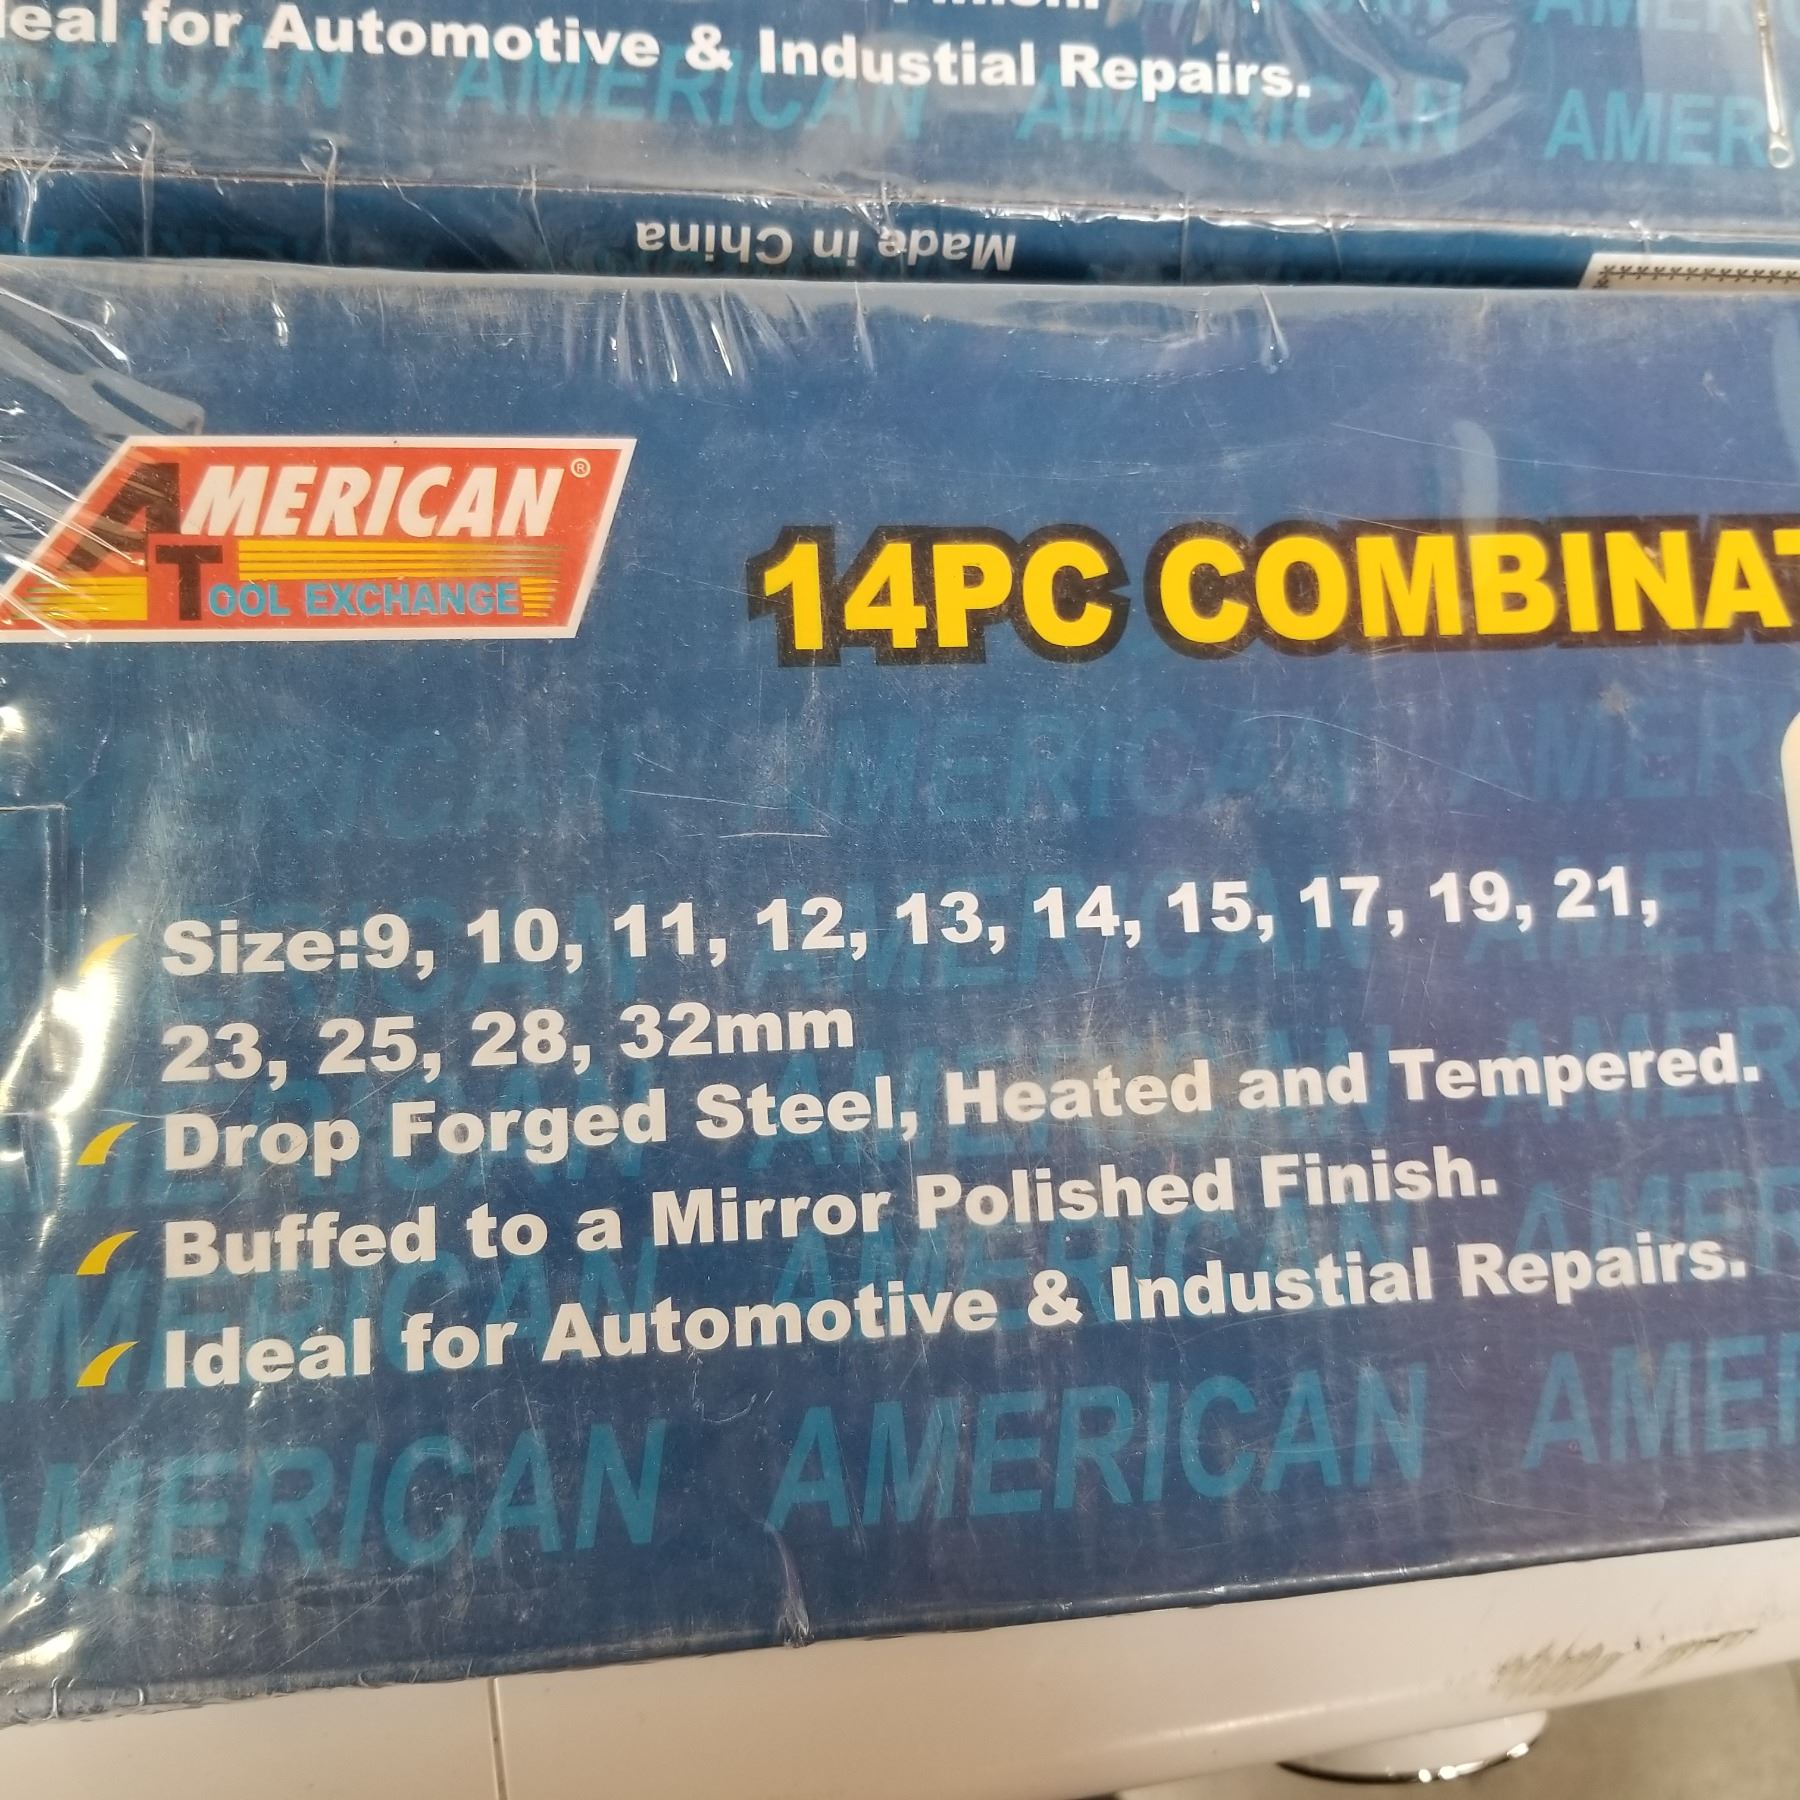 for Automotive & Industial Repairs.
AMERICAN AMERICAN
Made in China
AMERICAN®
TOOL EXCHANGE
14PC
Size:9, 10, 11, 12, 13, 14, 15, 17, 19, 21,
23, 25, 28, 32mm
Drop Forged Steel, Heated and Tempered.
Buffed to a Mirror Polished Finish.
Ideal for Automotive & Industial Repairs.
AMERICAN AMERICAN